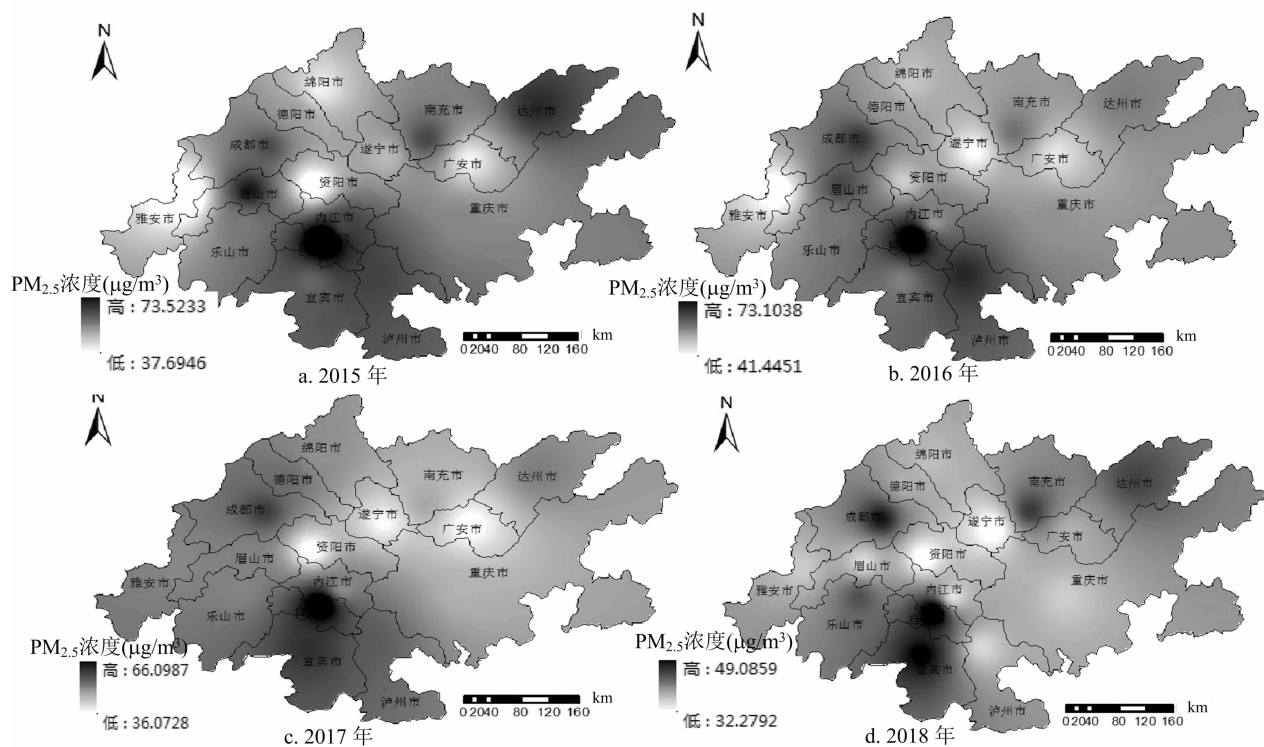 N
绵阳市
德阳市
南充市
达州市
成都市
遂宁市
广安市
资阳市
眉山市
雅安市
内江市
重庆市
乐山市
宜宾市
泸州市
PM2.5浓度(μg/m³)
高：73.5233
低：37.6946
0 20 40 80 120 160 km
a. 2015 年
N
绵阳市
德阳市
南充市
达州市
成都市
遂宁市
广安市
资阳市
眉山市
雅安市
内江市
重庆市
乐山市
宜宾市
泸州市
PM2.5浓度(μg/m³)
高：73.1038
低：41.4451
0 20 40 80 120 160 km
b. 2016 年
N
绵阳市
德阳市
南充市
达州市
成都市
遂宁市
广安市
资阳市
眉山市
雅安市
内江市
重庆市
乐山市
宜宾市
泸州市
PM2.5浓度(μg/m³)
高：66.0987
低：36.0728
0 20 40 80 120 160 km
c. 2017 年
N
绵阳市
德阳市
南充市
达州市
成都市
遂宁市
广安市
资阳市
眉山市
雅安市
内江市
重庆市
乐山市
宜宾市
泸州市
PM2.5浓度(μg/m³)
高：49.0859
低：32.2792
0 20 40 80 120 160 km
d. 2018 年